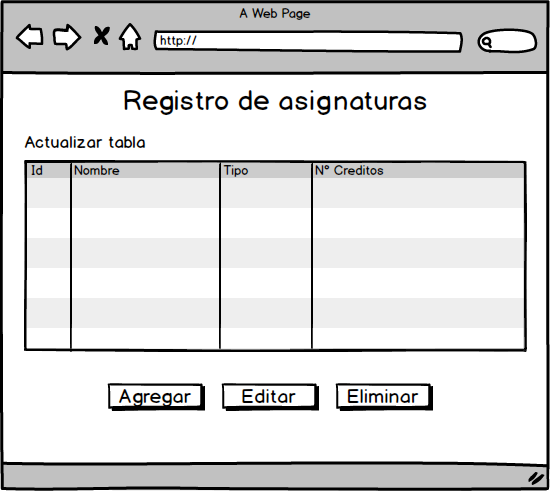 A Web Page
http://
Registro de asignaturas
Actualizar tabla
Id Nombre Tipo N° Creditos
Agregar Editar Eliminar